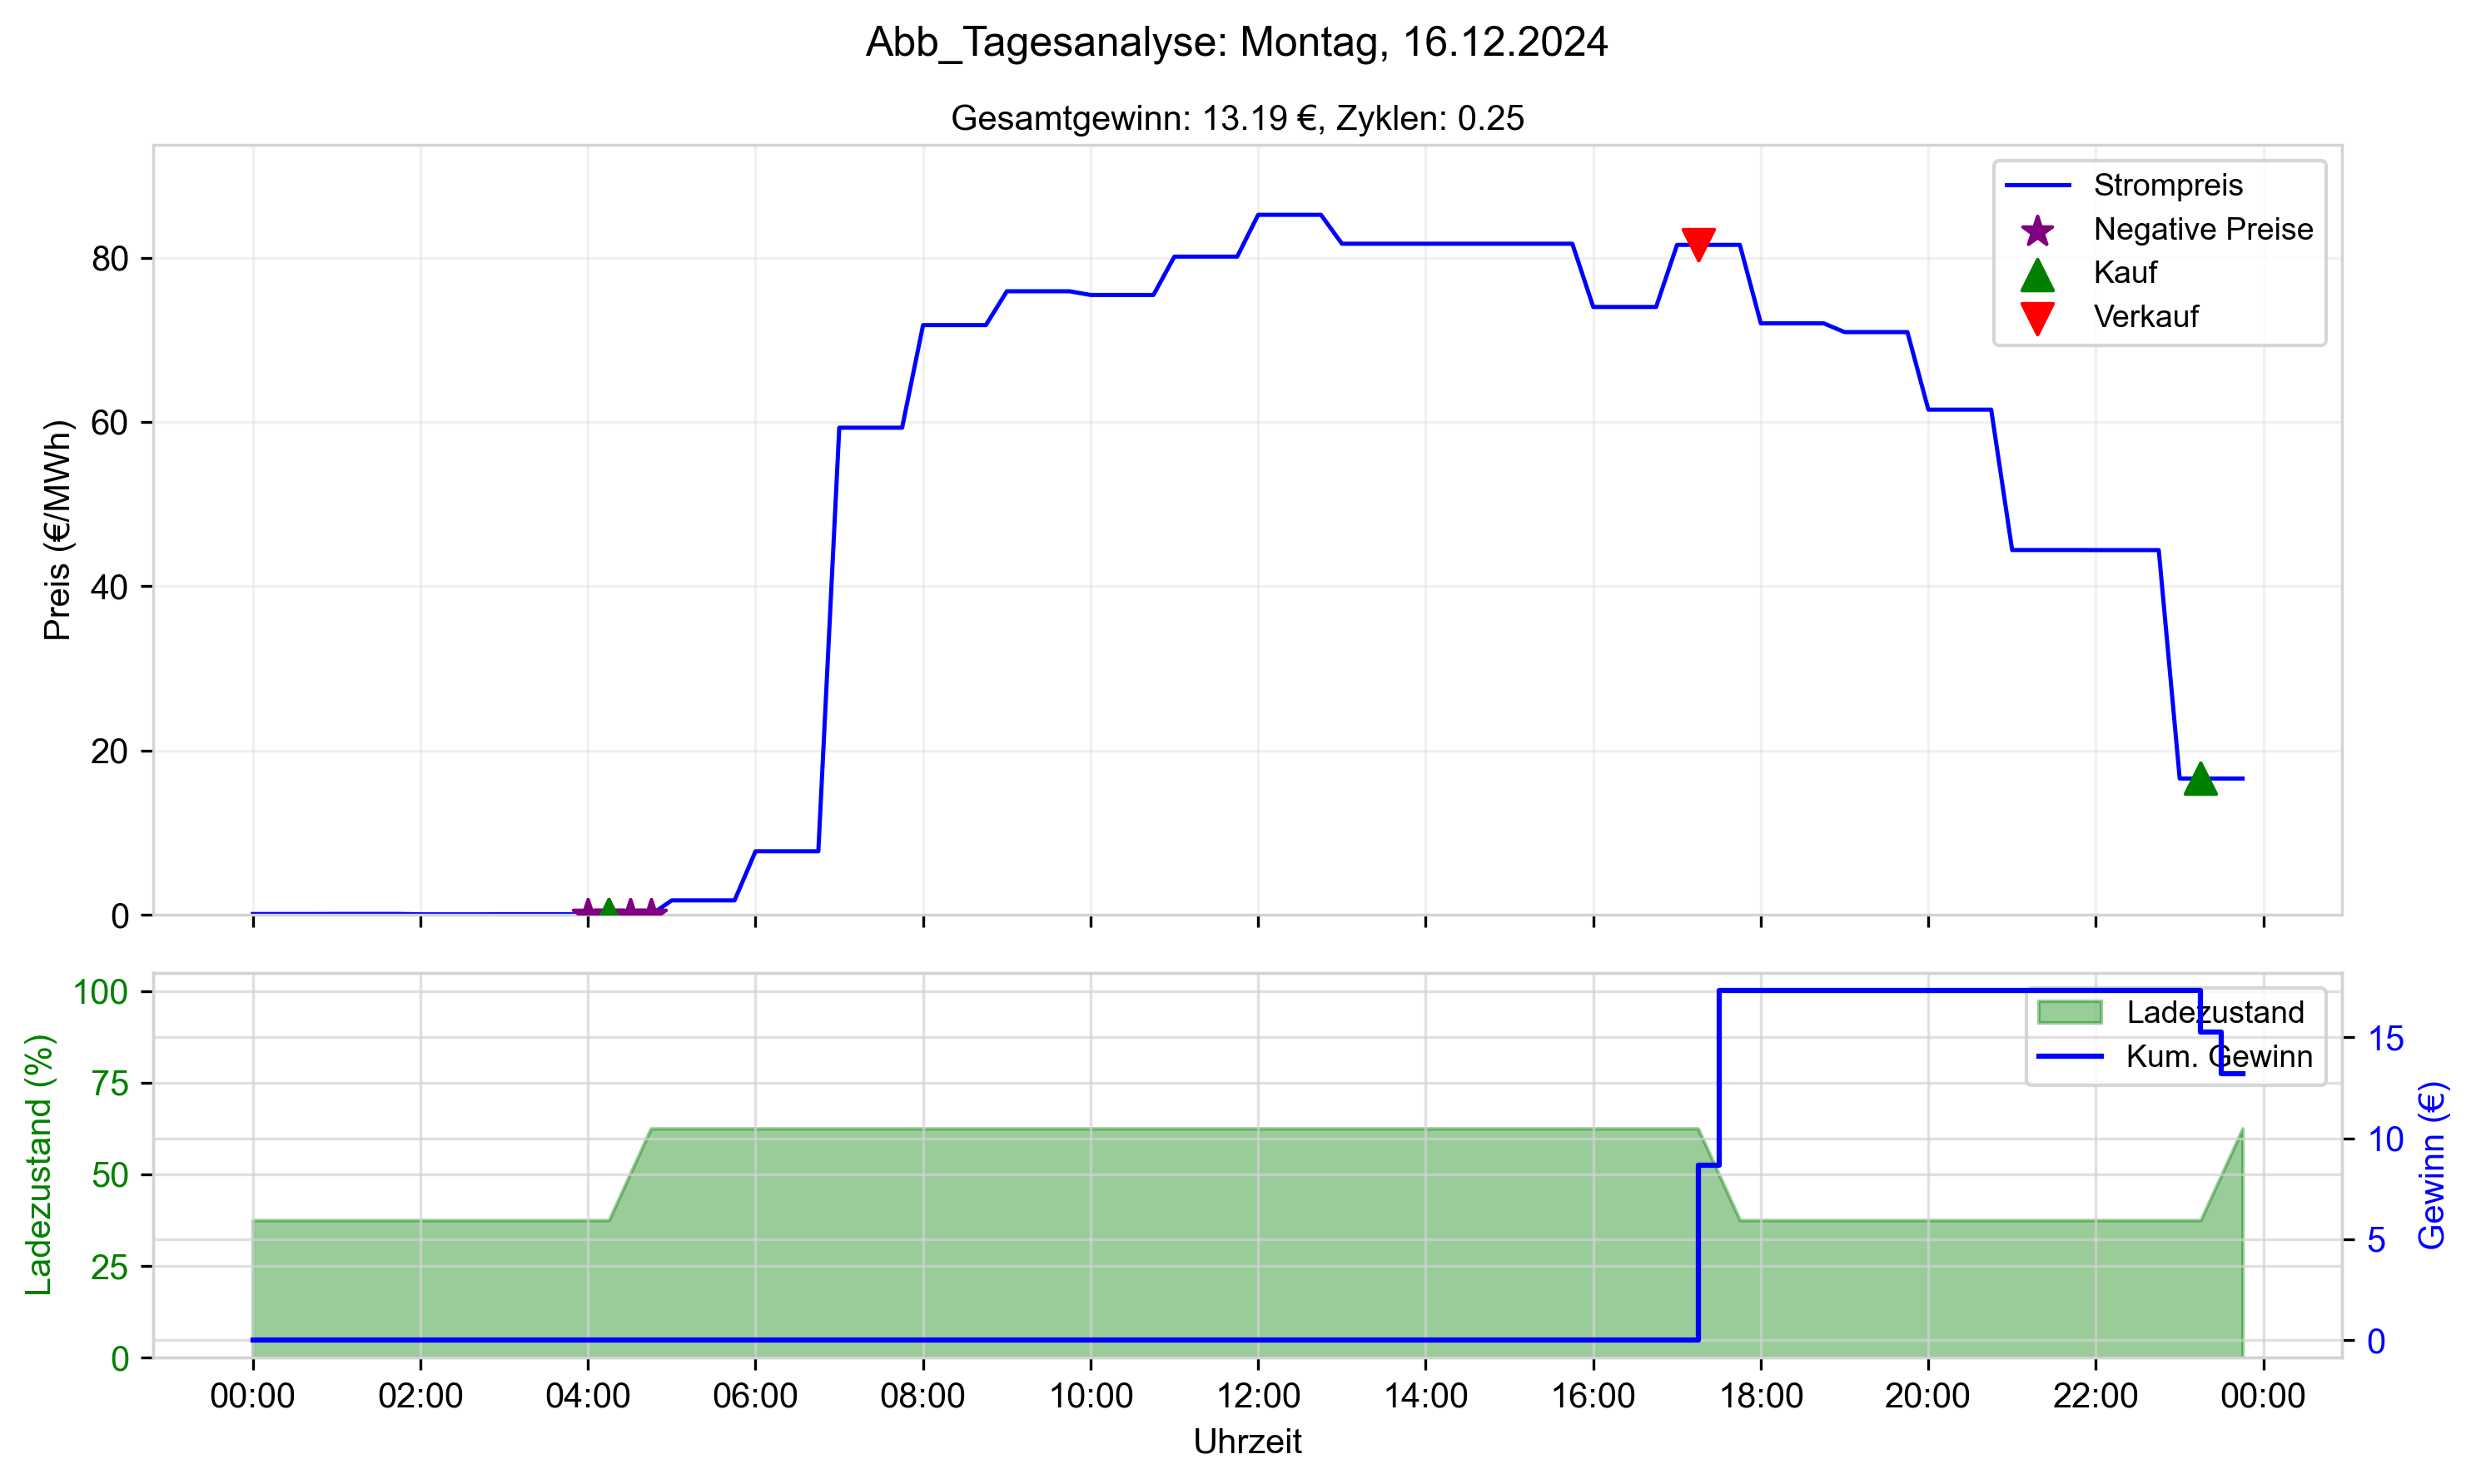 Abb_Tagesanalyse: Montag, 16.12.2024
Gesamtgewinn: 13.19 €, Zyklen: 0.25
Preis (€/MWh)
80
60
40
20
0
Strompreis
Negative Preise
Kauf
Verkauf
Ladezustand (%)
100
75
50
25
0
Ladezustand
Kum. Gewinn
15
10
5
0
Gewinn (€)
00:00 02:00 04:00 06:00 08:00 10:00 12:00 14:00 16:00 18:00 20:00 22:00 00:00
Uhrzeit